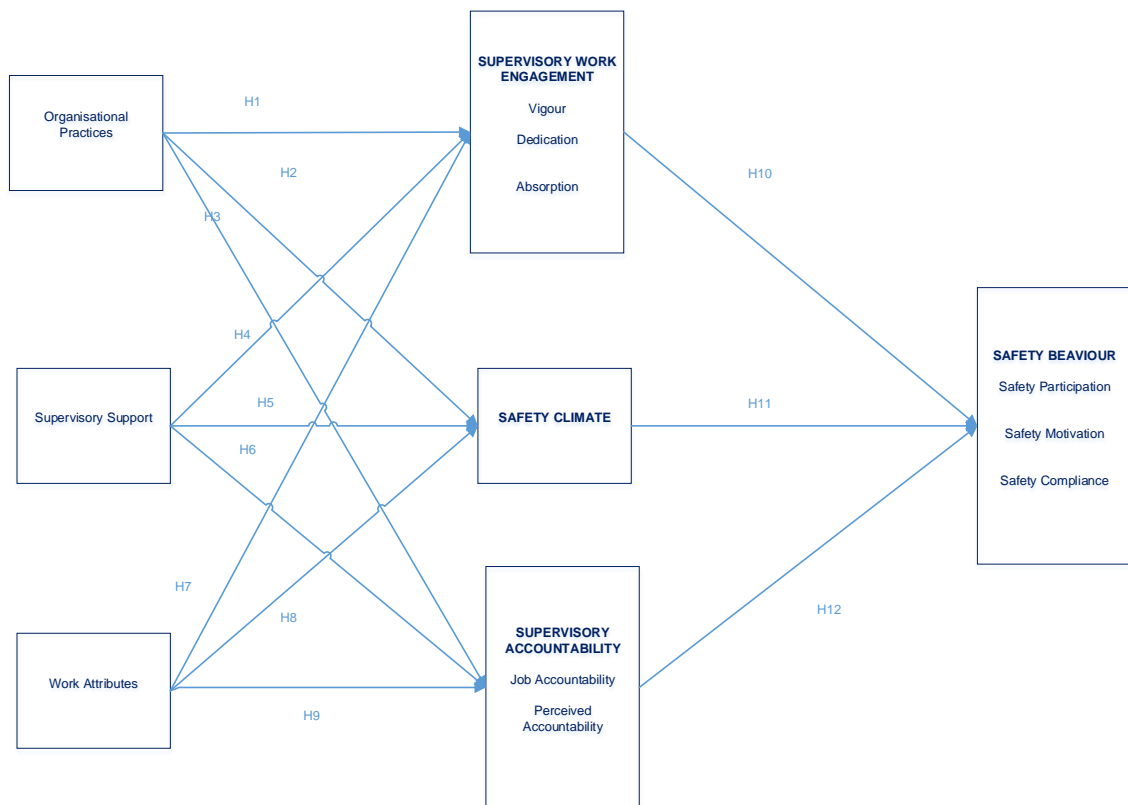 Organisational
Practices
Supervisory Support
Work Attributes
H1
H2
H3
H4
H5
H6
H7
H8
H9
SUPERVISORY WORK
ENGAGEMENT
Vigour
Dedication
Absorption
SAFETY CLIMATE
SUPERVISORY
ACCOUNTABILITY
Job Accountability
Perceived
Accountability
H10
H11
H12
SAFETY BEAVIOUR
Safety Participation
Safety Motivation
Safety Compliance